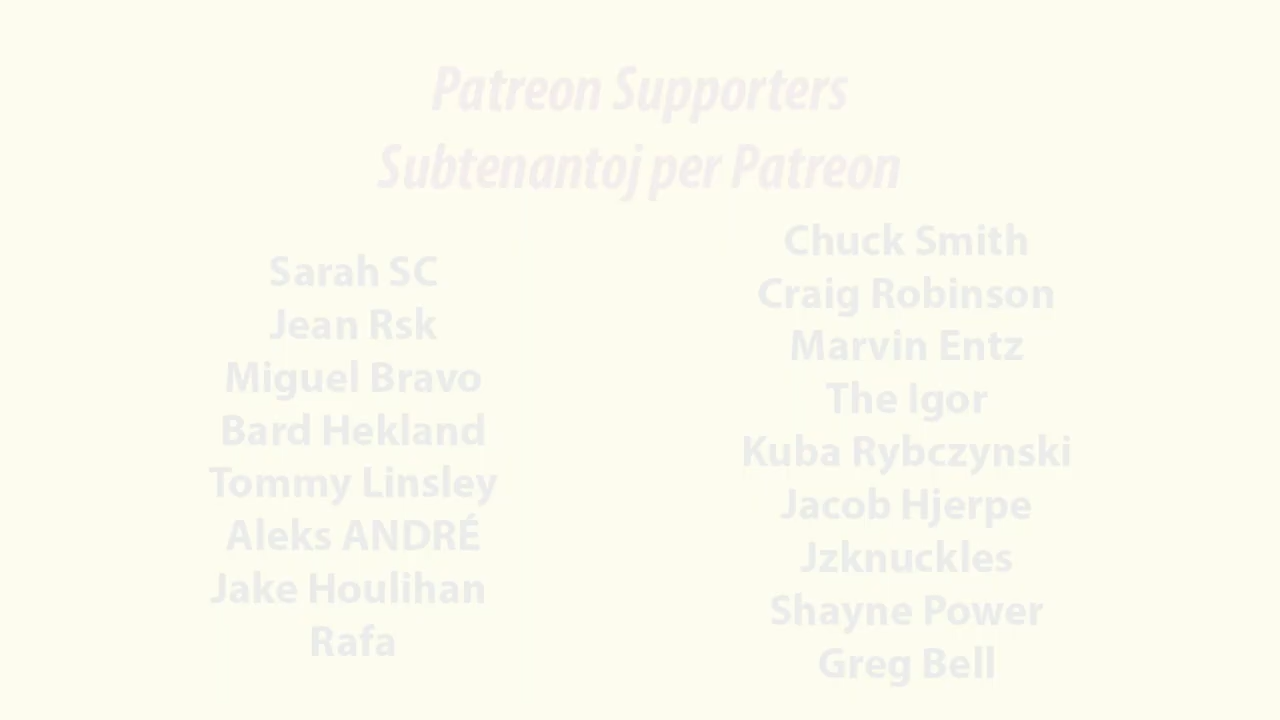 Patreon Supporters
Subtenantoj per Patreon
Sarah SC
Jean Rsk
Miguel Bravo
Bard Hekland
Tommy Linsley
Aleks ANDRÉ
Jake Houlihan
Rafa
Chuck Smith
Craig Robinson
Marvin Entz
The Igor
Kuba Rybczynski
Jacob Hjerpe
Jzknuckles
Shayne Power
Greg Bell